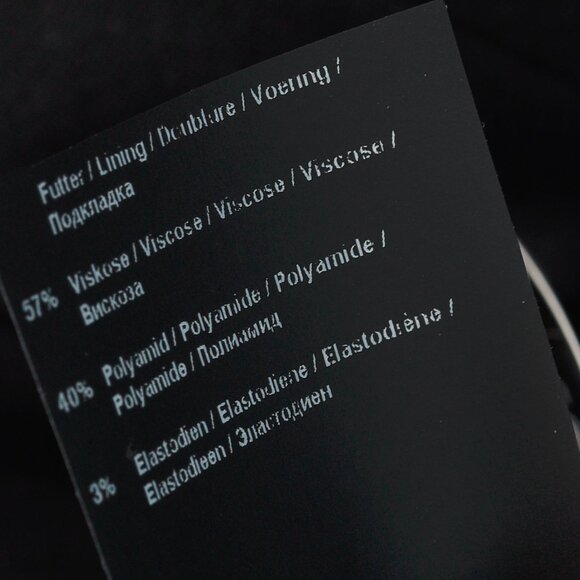 Futter / Lining / Doublure / Voering /
Подкладка
57% Viskose / Viscose / Viscose / Viscose /
Вискоза
40% Polyamid / Polyamide / Polyamide /
Polyamide / Полиамид
3% Elastodien / Elastodiene / Elastodiène /
Elastodieen / Эластодиен